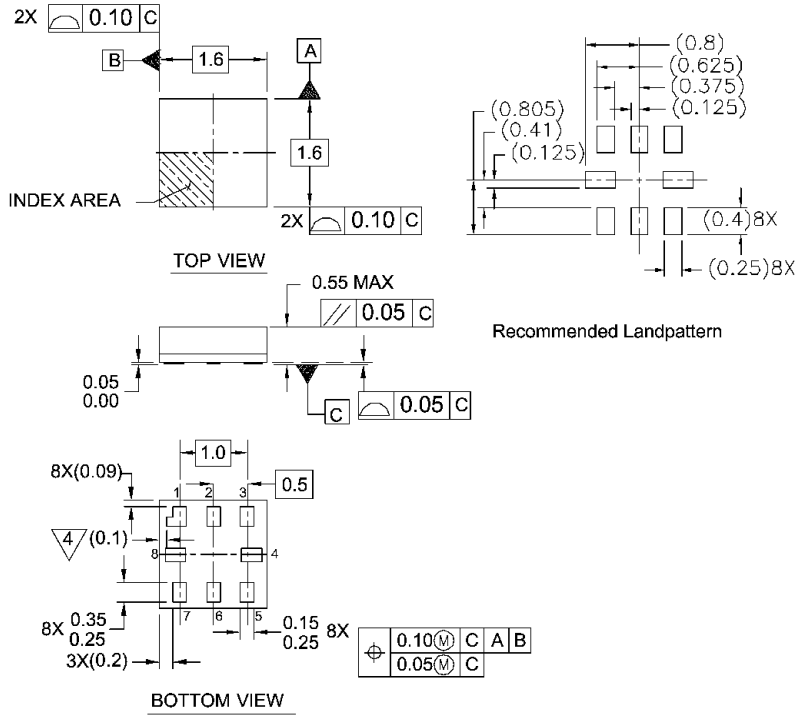 2X 0.10 C
B
1.6
A
1.6
INDEX AREA
2X 0.10 C
TOP VIEW
(0.8)
(0.625)
(0.375)
(0.125)
(0.805)
(0.41)
(0.125)
(0.4)8X
(0.25)8X
Recommended Landpattern
0.55 MAX
// 0.05 C
0.05
0.00
C
0.05 C
1.0
8X(0.09)
0.5
1 2 3
4 (0.1)
8 4
7 6 5
8X 0.35
0.25
0.15
0.25 8X
3X(0.2)
0.10Ⓜ C A B
0.05Ⓜ C
BOTTOM VIEW